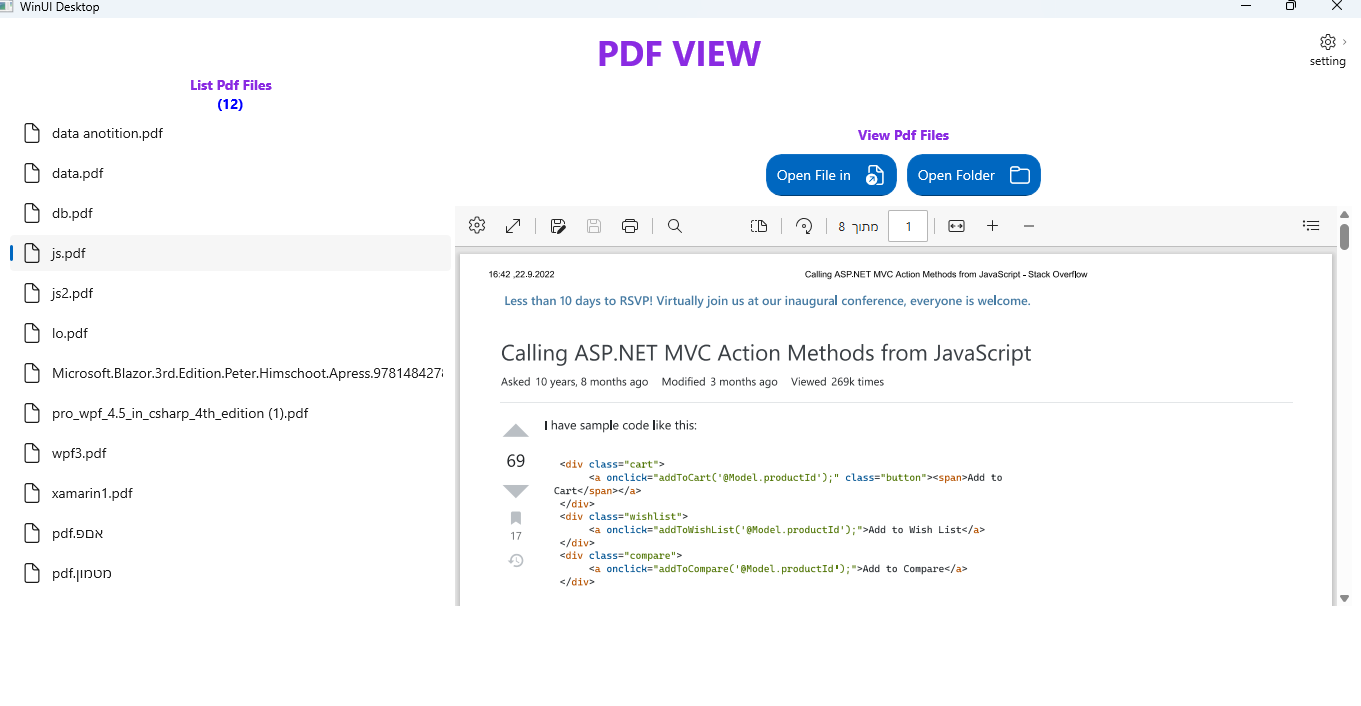 WinUI Desktop
PDF VIEW
setting
List Pdf Files
(12)
data anotition.pdf
data.pdf
db.pdf
js.pdf
js2.pdf
lo.pdf
Microsoft.Blazor.3rd.Edition.Peter.Himschoot.Apress.978148427
pro_wpf_4.5_in_csharp_4th_edition (1).pdf
wpf3.pdf
xamarin1.pdf
אספ.pdf
מטמון.pdf
View Pdf Files
Open File in
Open Folder
מתוך 8
1
16:42 ,22.9.2022
Calling ASP.NET MVC Action Methods from JavaScript - Stack Overflow
Less than 10 days to RSVP! Virtually join us at our inaugural conference, everyone is welcome.
Calling ASP.NET MVC Action Methods from JavaScript
Asked 10 years, 8 months ago Modified 3 months ago Viewed 269k times
I have sample code like this:
69
17
<div class="cart">
<a onclick="addToCart('@Model.productId');" class="button"><span>Add to
Cart</span></a>
</div>
<div class="wishlist">
<a onclick="addToWishList('@Model.productId');">Add to Wish List</a>
</div>
<div class="compare">
<a onclick="addToCompare('@Model.productId');">Add to Compare</a>
</div>